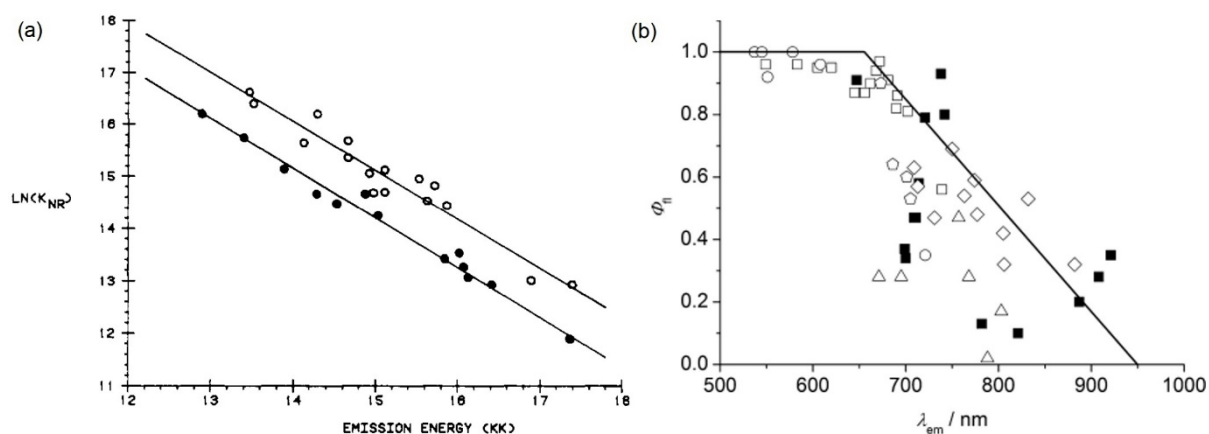 (a)
18
17
16
15
14
13
12
11
LN(KNR)
12 13 14 15 16 17 18
EMISSION ENERGY (KK)
(b)
1.0
0.8
0.6
0.4
0.2
0.0
Φfl
500 600 700 800 900 1000
λem / nm